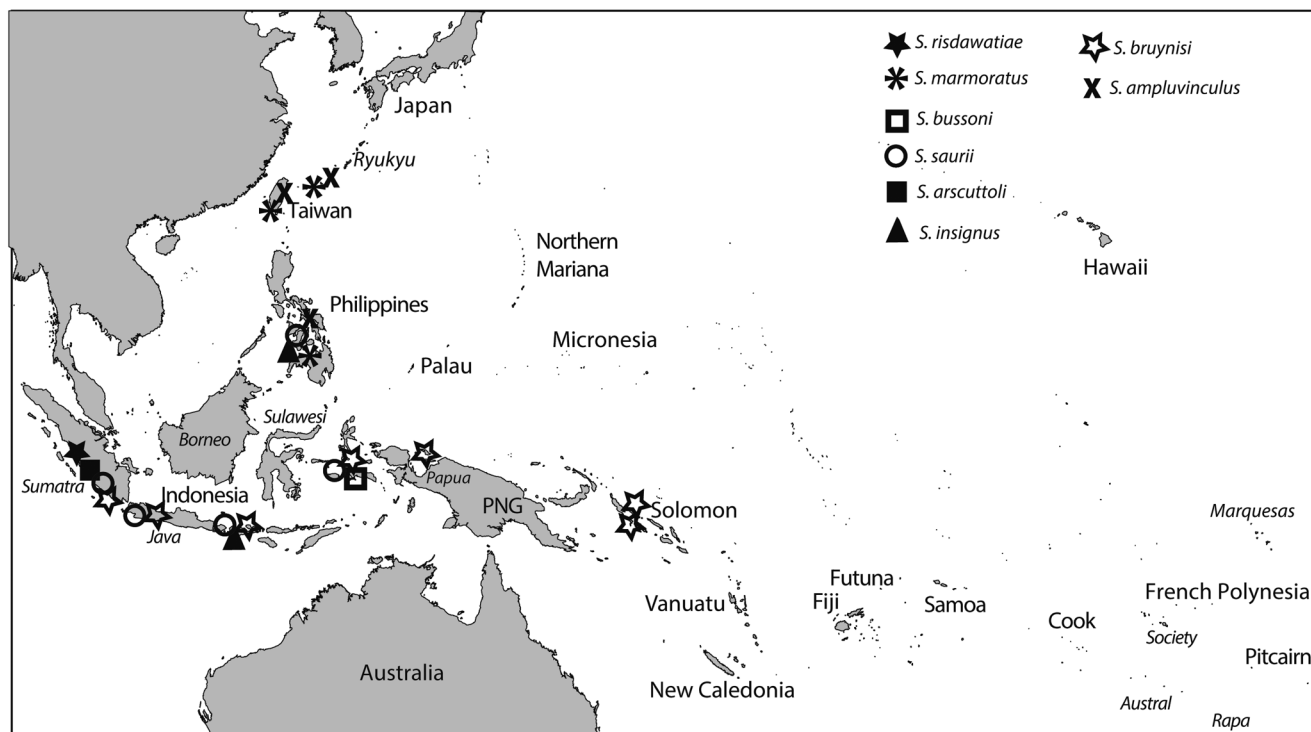 S. risdawatiae
S. marmoratus
S. bussoni
S. saurii
S. arscuttoli
S. insignus
S. bruynisi
S. ampluvinculus
Japan
Ryukyu
Taiwan
Northern
Mariana
Hawaii
Philippines
Micronesia
Palau
Sulawesi
Borneo
Sumatra
Indonesia
Java
Papua
PNG
Solomon
Marquesas
Futuna
Fiji
Vanuatu
Samoa
French Polynesia
Cook
Society
Pitcairn
Australia
New Caledonia
Austral
Rapa